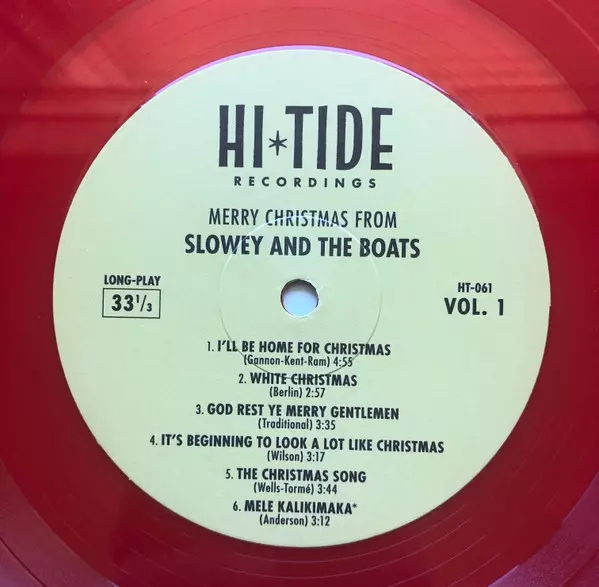 HI*TIDE
RECORDINGS
MERRY CHRISTMAS FROM
SLOWEY AND THE BOATS
LONG-PLAY
33 1/3
HT-061
VOL. 1
1. I'LL BE HOME FOR CHRISTMAS
(Gannon-Kent-Ram) 4:55
2. WHITE CHRISTMAS
(Berlin) 2:57
3. GOD REST YE MERRY GENTLEMEN
(Traditional) 3:35
4. IT'S BEGINNING TO LOOK A LOT LIKE CHRISTMAS
(Wilson) 3:17
5. THE CHRISTMAS SONG
(Wells-Tormé) 3:44
6. MELE KALIKIMAKA*
(Anderson) 3:12